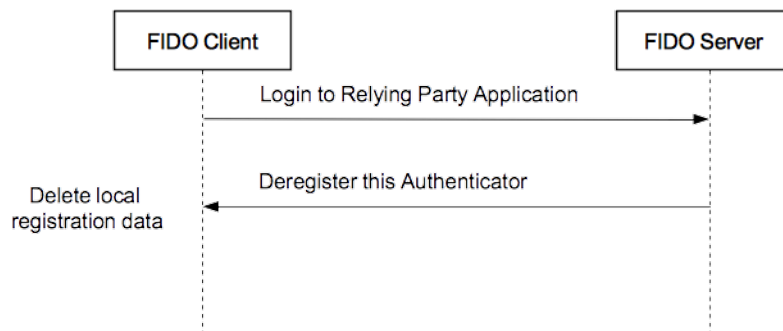 FIDO Client
FIDO Server
Login to Relying Party Application
Deregister this Authenticator
Delete local
registration data